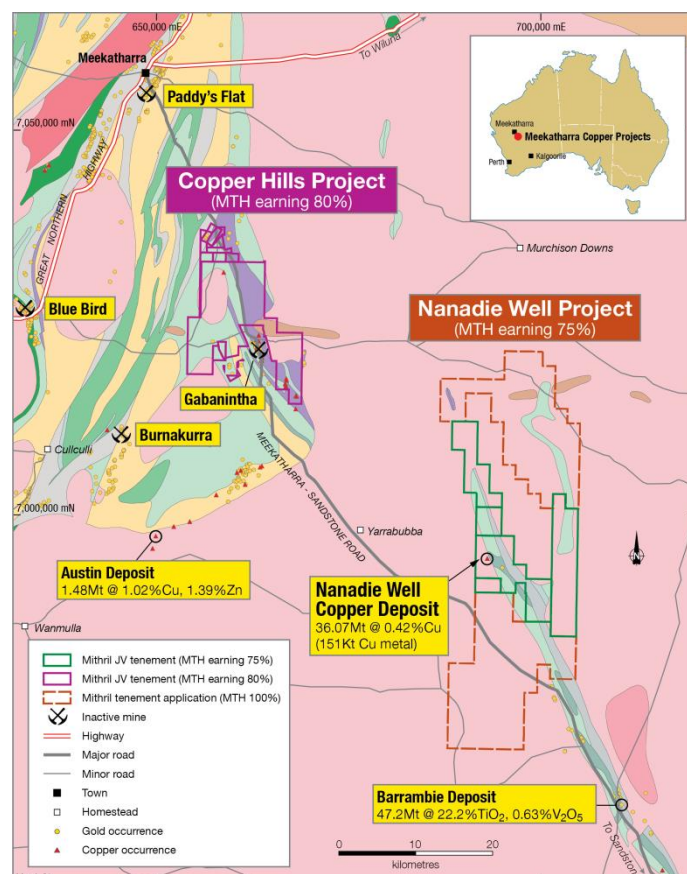 650,000 mE
700,000 mE
To Wiluna
Meekatharra
Paddy's Flat
7,050,000 mN
GREAT NORTHERN HIGHWAY
Meekatharra
Meekatharra Copper Projects
Perth
Kalgoorlie
Copper Hills Project
(MTH earning 80%)
Murchison Downs
Blue Bird
Nanadie Well Project
(MTH earning 75%)
Gabanintha
Burnakurra
Cullculli
MEEKATHARRA - SANDSTONE ROAD
7,000,000 mN
Yarrabubba
N
Austin Deposit
1.48Mt @ 1.02%Cu, 1.39%Zn
Nanadie Well
Copper Deposit
36.07Mt @ 0.42%Cu
(151Kt Cu metal)
Wanmulla
Mithril JV tenement (MTH earning 75%)
Mithril JV tenement (MTH earning 80%)
Mithril tenement application (MTH 100%)
Inactive mine
Highway
Major road
Minor road
Town
Homestead
Gold occurrence
Copper occurrence
Barrambie Deposit
47.2Mt @ 22.2%TiO₂, 0.63%V₂O₅
To Sandston
0 10 20
kilometres